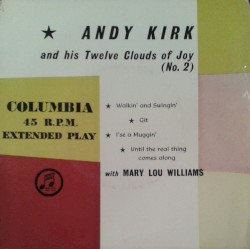 ★ ANDY KIRK
and his Twelve Clouds of Joy
(No. 2)
COLUMBIA
45 R.P.M.
EXTENDED PLAY
★ Walkin' and Swingin'
★ Git
★ I'se a Muggin'
★ Until the real thing
comes along
with MARY LOU WILLIAMS